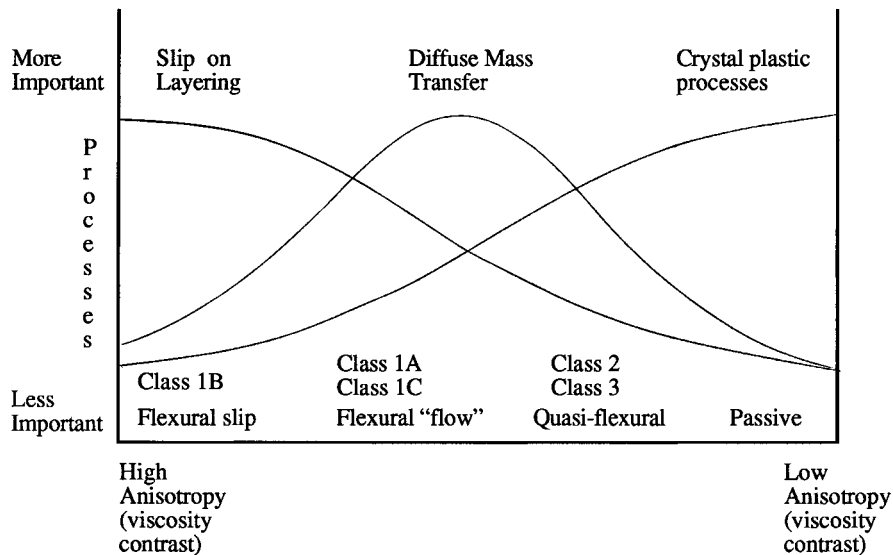 More
Important
Slip on
Layering
Diffuse Mass
Transfer
Crystal plastic
processes
Processes
Class 1B
Class 1A
Class 1C
Class 2
Class 3
Less
Important
Flexural slip
Flexural “flow”
Quasi-flexural
Passive
High
Anisotropy
(viscosity
contrast)
Low
Anisotropy
(viscosity
contrast)